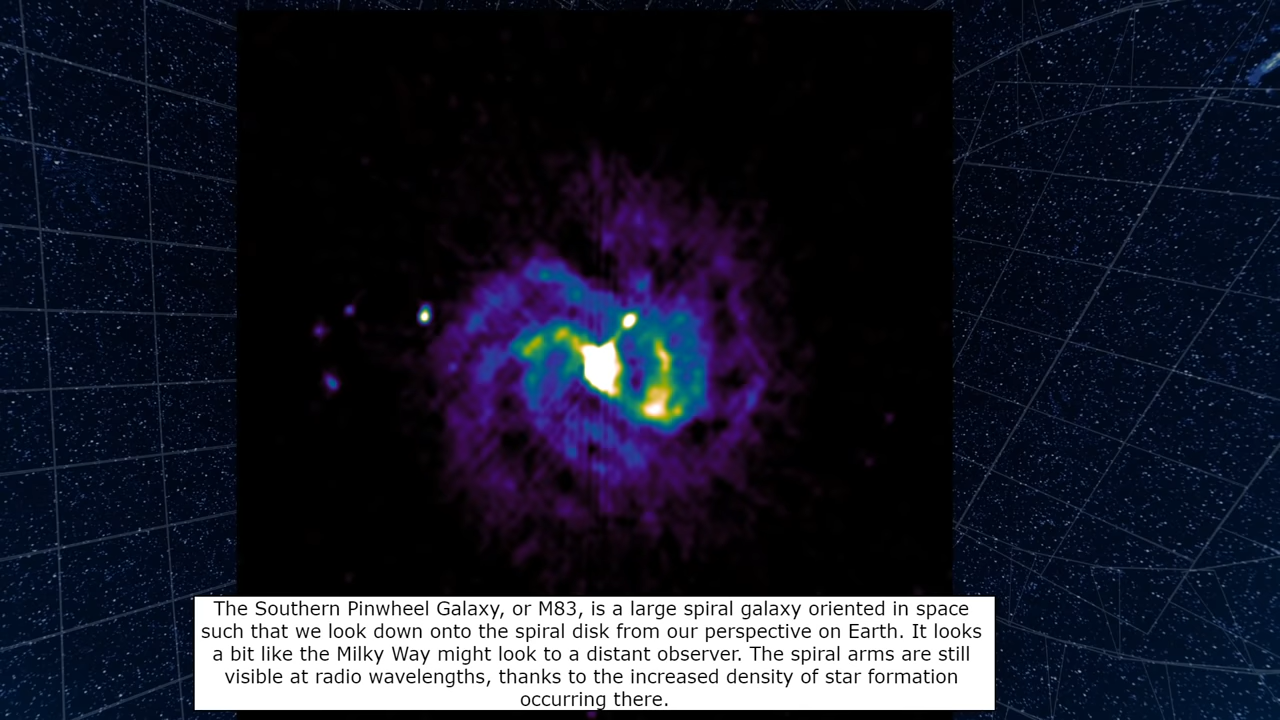 The Southern Pinwheel Galaxy, or M83, is a large spiral galaxy oriented in space
such that we look down onto the spiral disk from our perspective on Earth. It looks
a bit like the Milky Way might look to a distant observer. The spiral arms are still
visible at radio wavelengths, thanks to the increased density of star formation
occurring there.